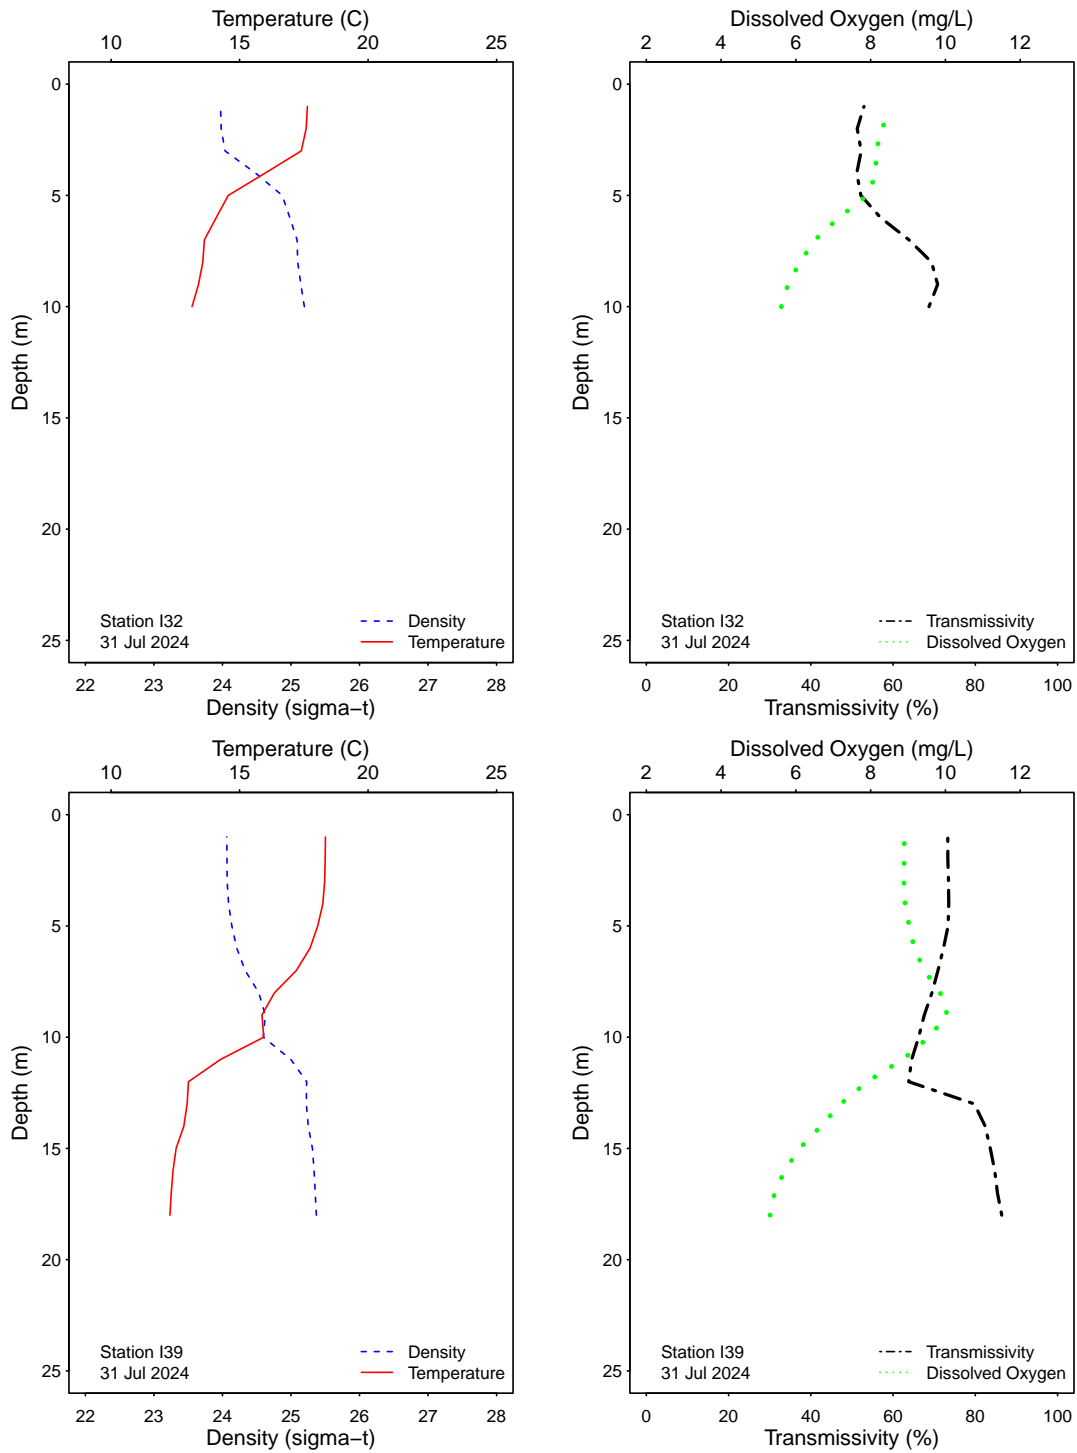 Temperature (C)
10 15 20 25
0
5
10
15
20
25
Depth (m)
Station I32
31 Jul 2024
Density
Temperature
22 23 24 25 26 27 28
Density (sigma−t)
Dissolved Oxygen (mg/L)
2 4 6 8 10 12
0
5
10
15
20
25
Depth (m)
Station I32
31 Jul 2024
Transmissivity
Dissolved Oxygen
0 20 40 60 80 100
Transmissivity (%)
Temperature (C)
10 15 20 25
0
5
10
15
20
25
Depth (m)
Station I39
31 Jul 2024
Density
Temperature
22 23 24 25 26 27 28
Density (sigma−t)
Dissolved Oxygen (mg/L)
2 4 6 8 10 12
0
5
10
15
20
25
Depth (m)
Station I39
31 Jul 2024
Transmissivity
Dissolved Oxygen
0 20 40 60 80 100
Transmissivity (%)